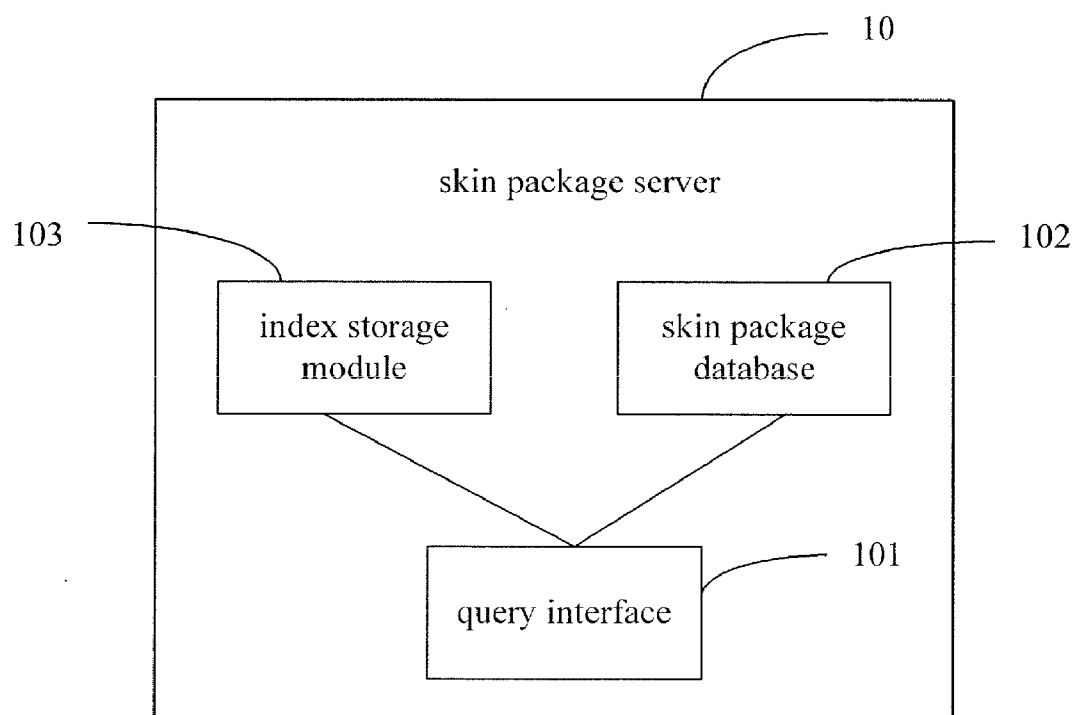 10
skin package server
103
102
index storage
module
skin package
database
101
query interface